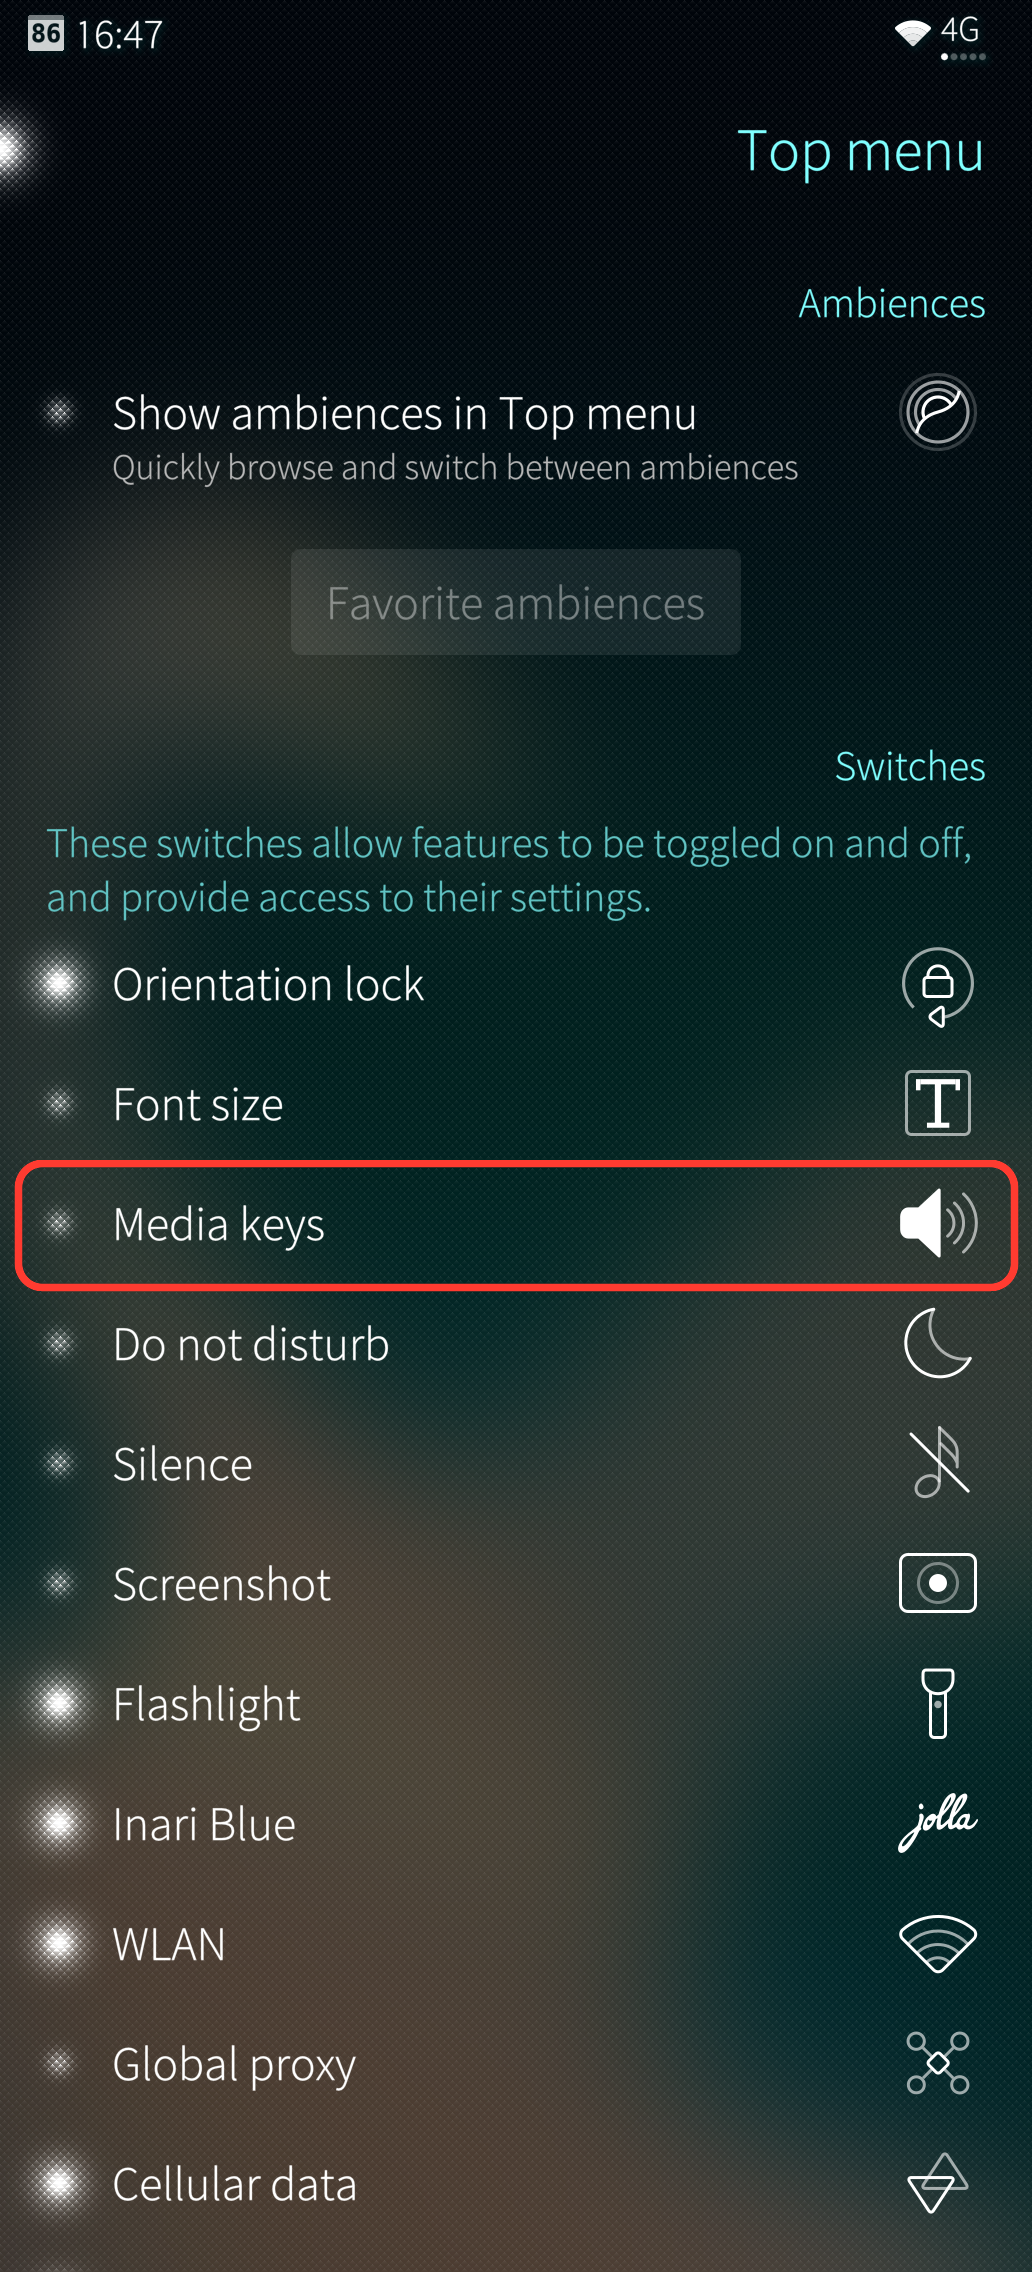 86 16:47
4G
Top menu
Ambiences
Show ambiences in Top menu
Quickly browse and switch between ambiences
Favorite ambiences
Switches
These switches allow features to be toggled on and off,
and provide access to their settings.
Orientation lock
T
Font size
Media keys
Do not disturb
Silence
Screenshot
Flashlight
Inari Blue
jolla
WLAN
Global proxy
Cellular data